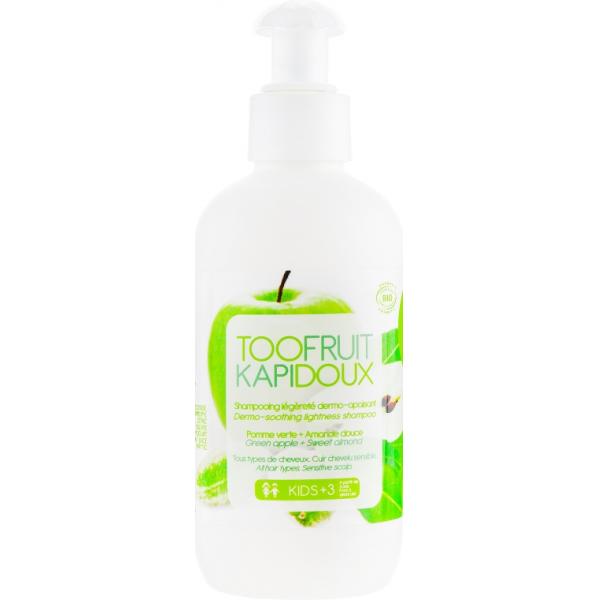 BIO
TOOFRUIT
KAPIDOUX
Shampooing légèreté dermo-apaisant
Dermo-soothing lightness shampoo
Pomme verte + Amande douce
Green apple + Sweet almond
Tous types de cheveux. Cuir chevelu sensible.
All hair types. Sensitive scalp.
KIDS+3